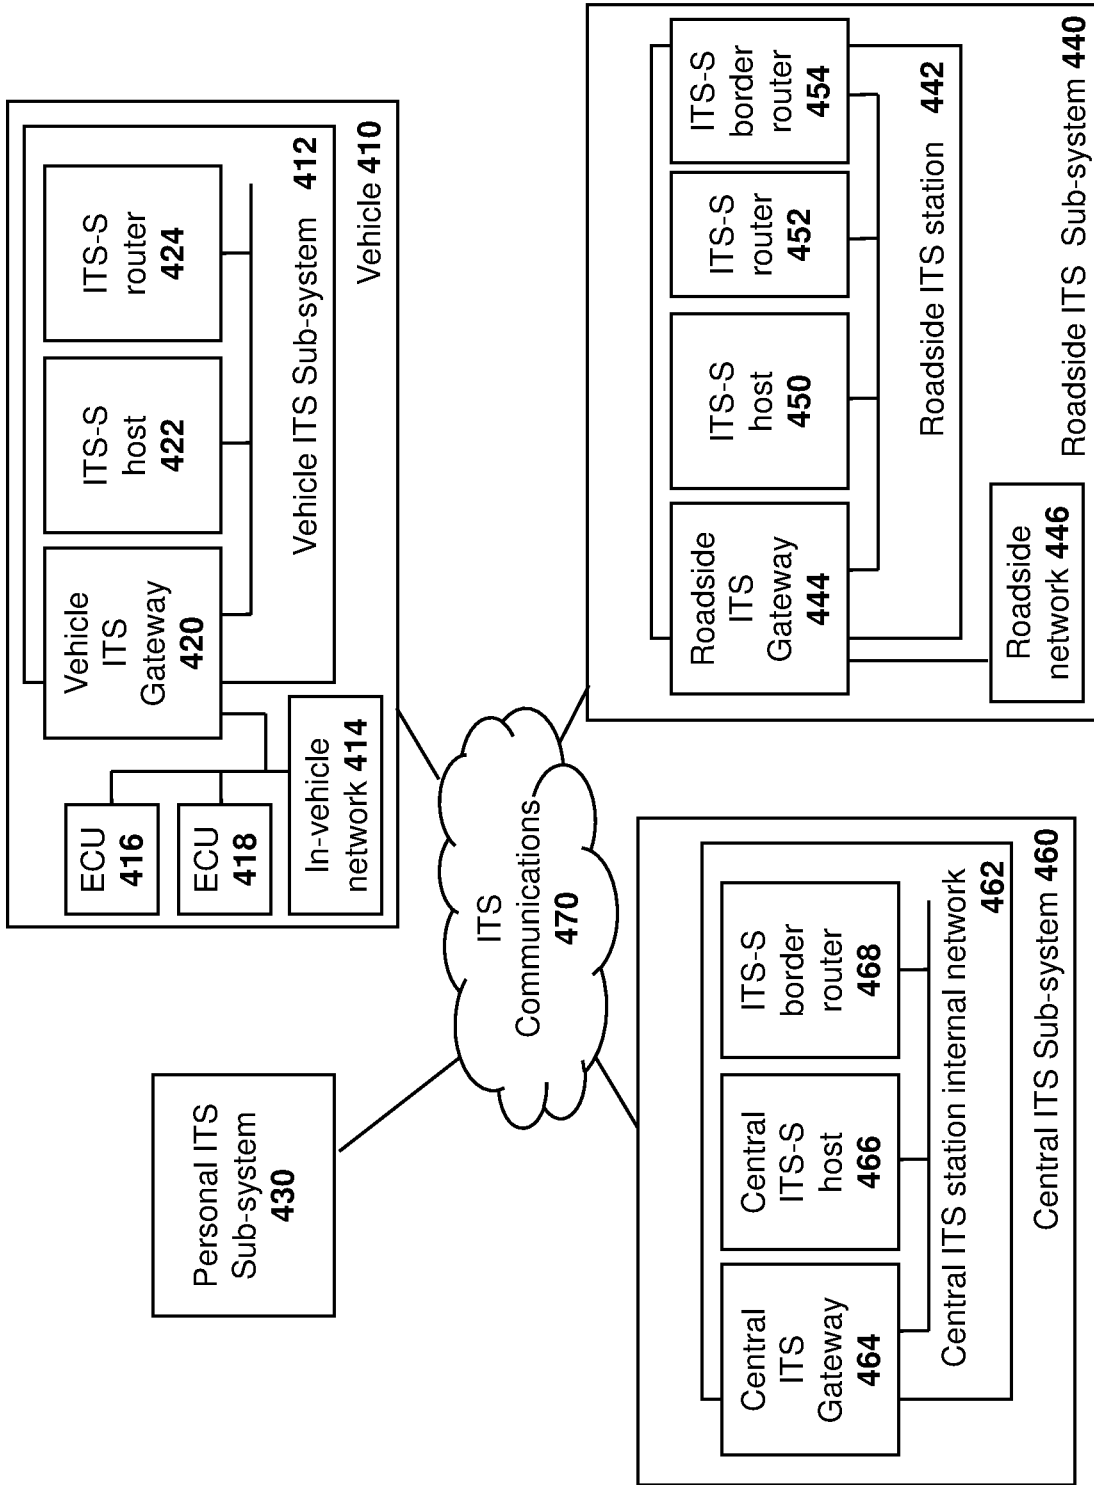 Personal ITS
Sub-system
430
ECU
416
ECU
418
In-vehicle
network 414
Vehicle
ITS
Gateway
420
ITS-S
host
422
ITS-S
router
424
Vehicle ITS Sub-system 412
Vehicle 410
ITS
Communications
470
Central
ITS
Gateway
464
Central
ITS-S
host
466
ITS-S
border
router
468
Central ITS station internal network
462
Central ITS Sub-system 460
Roadside
ITS
Gateway
444
ITS-S
host
450
ITS-S
router
452
ITS-S
border
router
454
Roadside ITS station 442
Roadside
network 446
Roadside ITS Sub-system 440